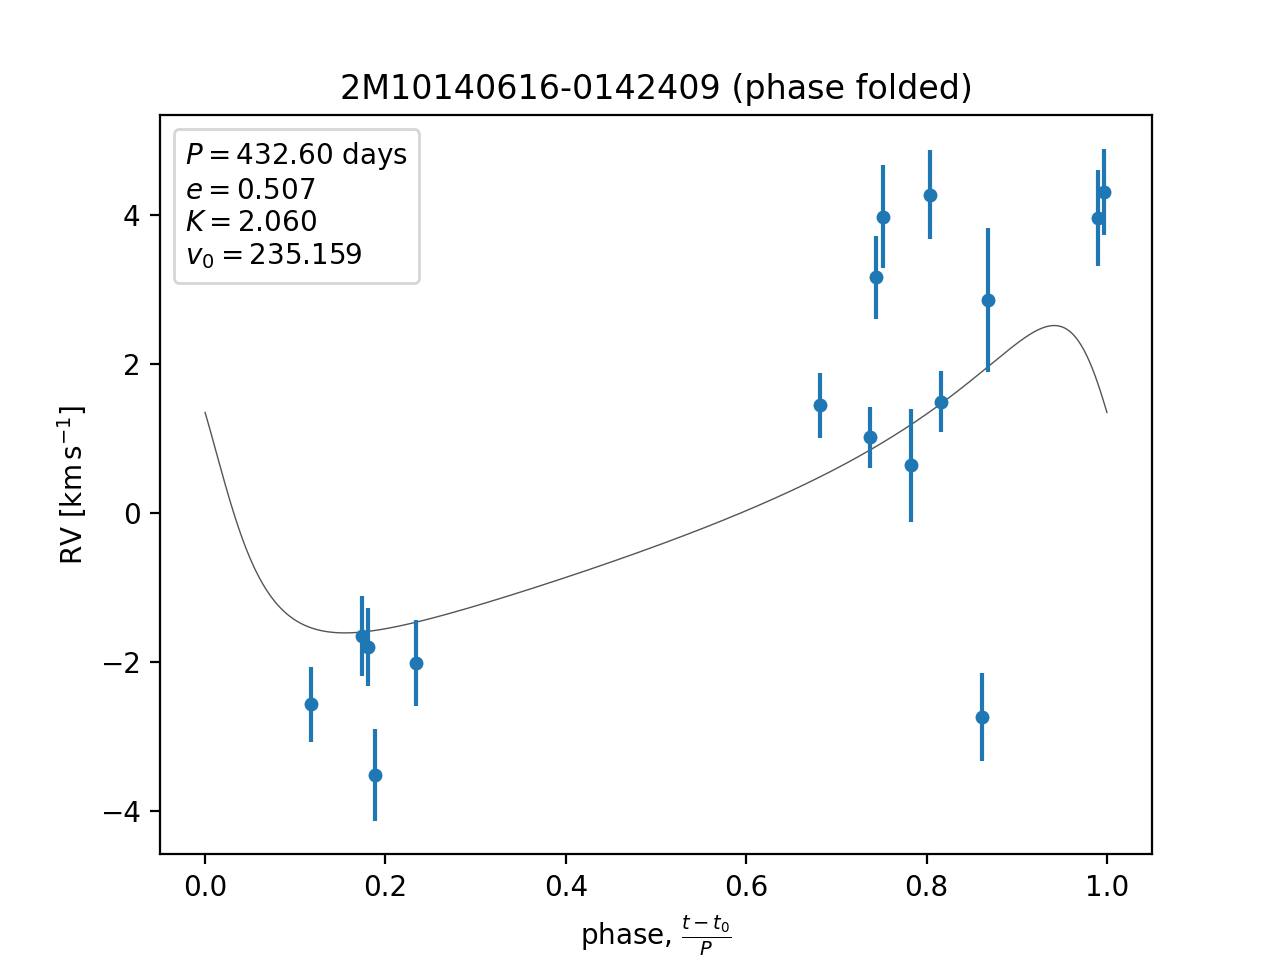 2M10140616-0142409 (phase folded)
P = 432.60 days
e = 0.507
K = 2.060
v₀ = 235.159
RV [km s⁻¹]
4
2
0
−2
−4
0.0 0.2 0.4 0.6 0.8 1.0
phase, (t − t₀)/P